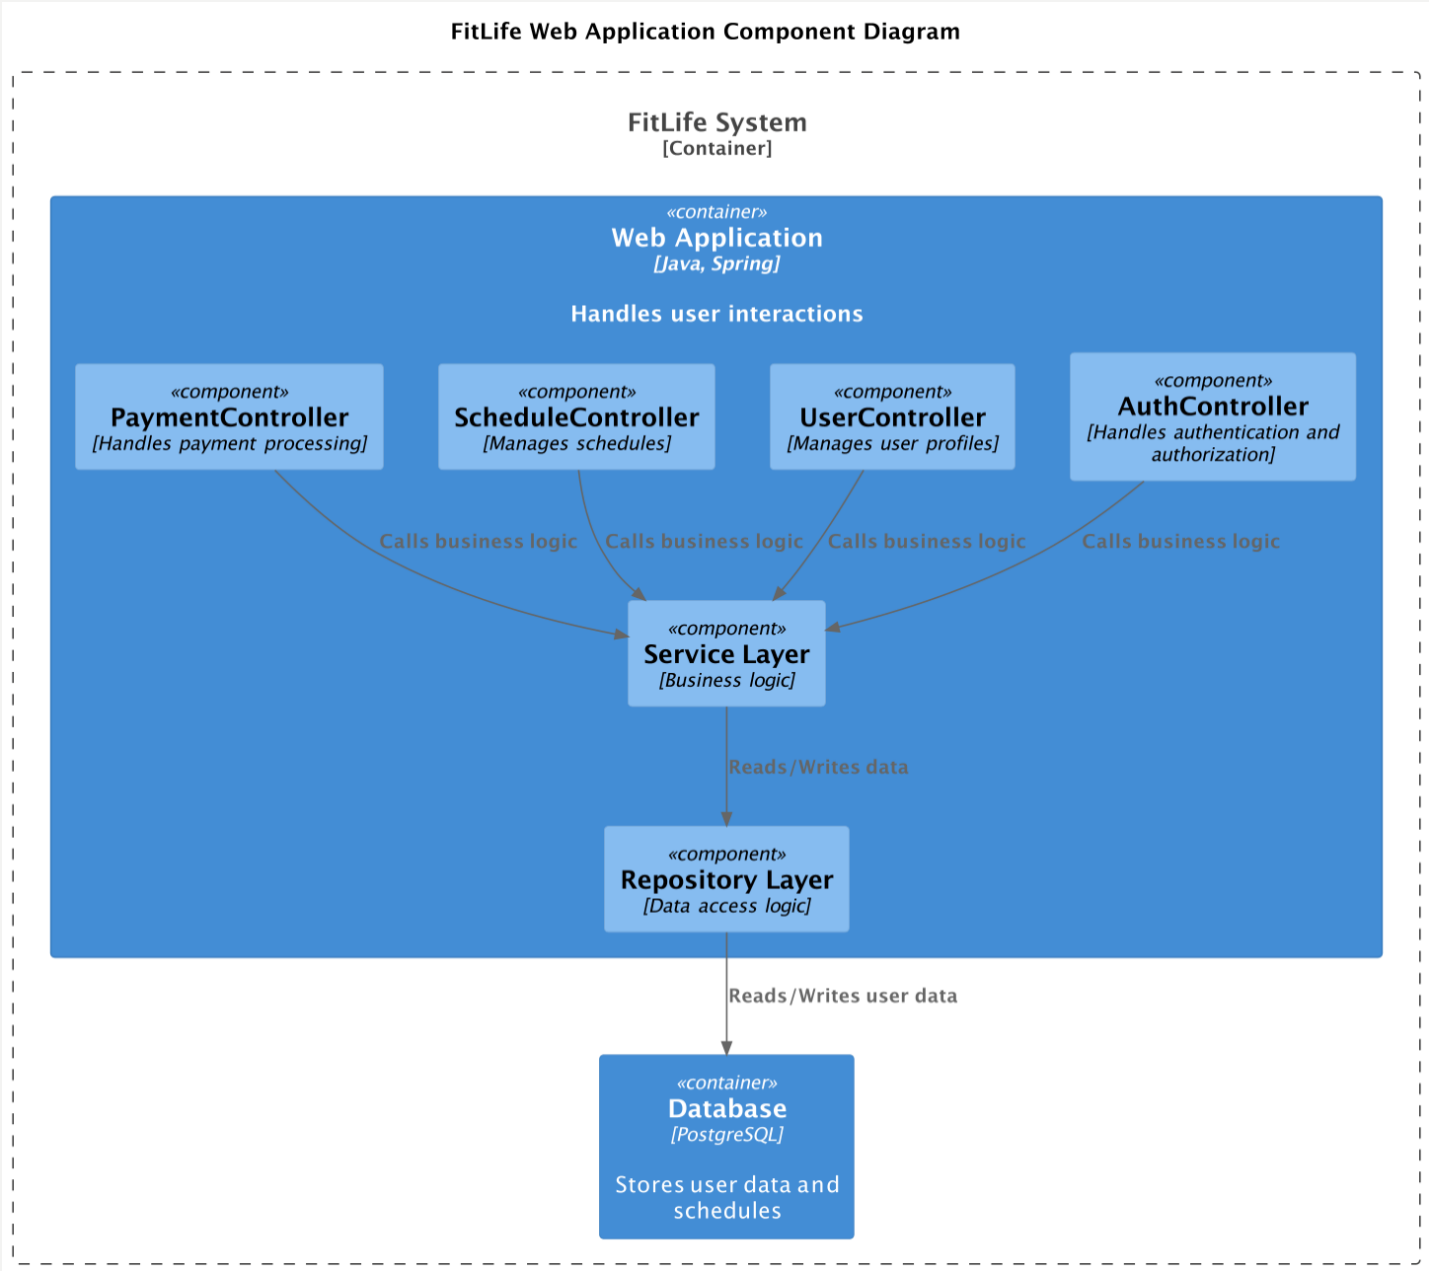 FitLife Web Application Component Diagram
FitLife System
[Container]
«container»
Web Application
[Java, Spring]
Handles user interactions
«component»
PaymentController
[Handles payment processing]
«component»
ScheduleController
[Manages schedules]
«component»
UserController
[Manages user profiles]
«component»
AuthController
[Handles authentication and
authorization]
Calls business logic
Calls business logic
Calls business logic
Calls business logic
«component»
Service Layer
[Business logic]
Reads/Writes data
«component»
Repository Layer
[Data access logic]
Reads/Writes user data
«container»
Database
[PostgreSQL]
Stores user data and
schedules